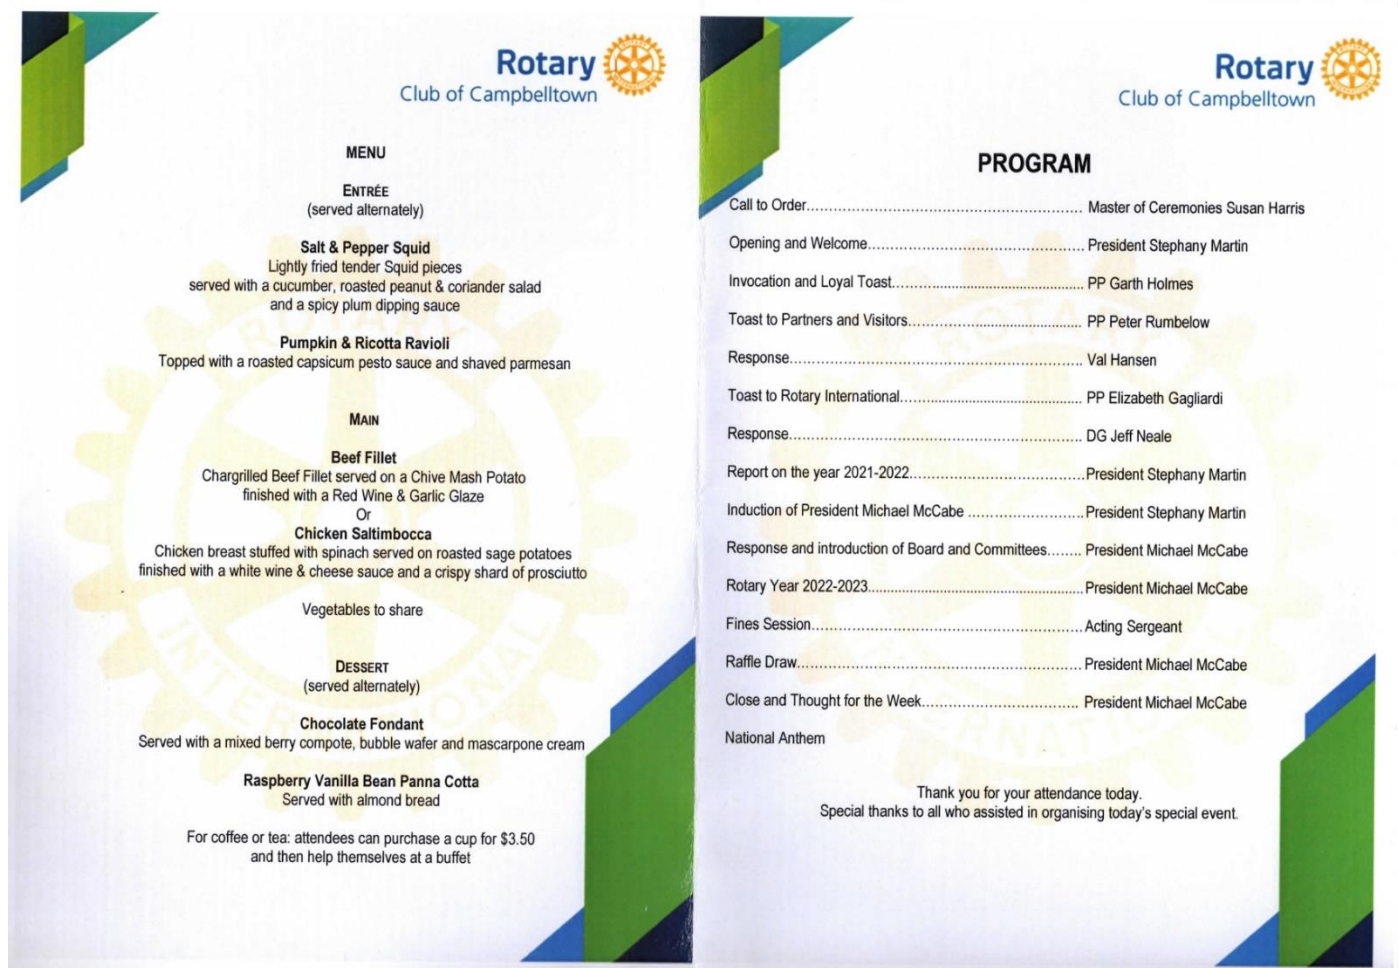 Rotary
Club of Campbelltown
MENU
ENTRÉE
(served alternately)
Salt & Pepper Squid
Lightly fried tender Squid pieces
served with a cucumber, roasted peanut & coriander salad
and a spicy plum dipping sauce
Pumpkin & Ricotta Ravioli
Topped with a roasted capsicum pesto sauce and shaved parmesan
MAIN
Beef Fillet
Chargrilled Beef Fillet served on a Chive Mash Potato
finished with a Red Wine & Garlic Glaze
Or
Chicken Saltimbocca
Chicken breast stuffed with spinach served on roasted sage potatoes
finished with a white wine & cheese sauce and a crispy shard of prosciutto
Vegetables to share
DESSERT
(served alternately)
Chocolate Fondant
Served with a mixed berry compote, bubble wafer and mascarpone cream
Raspberry Vanilla Bean Panna Cotta
Served with almond bread
For coffee or tea: attendees can purchase a cup for $3.50
and then help themselves at a buffet
ROTARY
INTERNATIONAL
Rotary
Club of Campbelltown
PROGRAM
Call to Order.......... Master of Ceremonies Susan Harris
Opening and Welcome.......... President Stephany Martin
Invocation and Loyal Toast.......... PP Garth Holmes
Toast to Partners and Visitors.......... PP Peter Rumbelow
Response.......... Val Hansen
Toast to Rotary International.......... PP Elizabeth Gagliardi
Response.......... DG Jeff Neale
Report on the year 2021-2022.......... President Stephany Martin
Induction of President Michael McCabe .......... President Stephany Martin
Response and introduction of Board and Committees........ President Michael McCabe
Rotary Year 2022-2023.......... President Michael McCabe
Fines Session.......... Acting Sergeant
Raffle Draw.......... President Michael McCabe
Close and Thought for the Week.......... President Michael McCabe
National Anthem
Thank you for your attendance today.
Special thanks to all who assisted in organising today's special event.